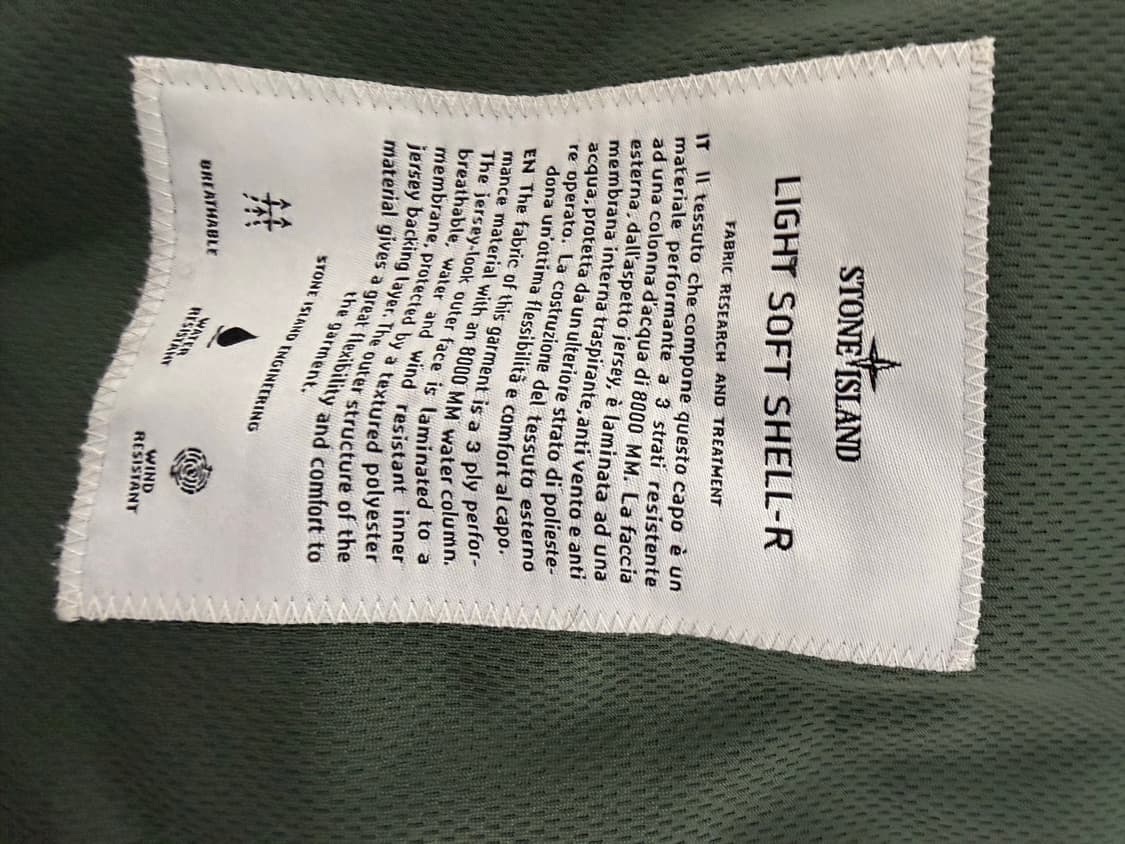 STONE ISLAND
LIGHT SOFT SHELL-R
FABRIC RESEARCH AND TREATMENT
IT Il tessuto che compone questo capo è un
materiale performante a 3 strati resistente
ad una colonna d'acqua di 8000 MM. La faccia
esterna, dall'aspetto jersey, è laminata ad una
membrana interna traspirante, anti vento e anti
acqua, protetta da un ulteriore strato di polieste-
re operato. La costruzione del tessuto esterno
dona un'ottima flessibilità e comfort al capo.
EN The fabric of this garment is a 3 ply perfor-
mance material with an 8000 MM water column.
The jersey-look outer face is laminated to a
breathable, water and wind resistant inner
membrane, protected by a textured polyester
jersey backing layer. The outer structure of the
material gives a great flexibility and comfort to
the garment.
STONE ISLAND ENGINEERING
BREATHABLE
WATER
RESISTANT
WIND
RESISTANT